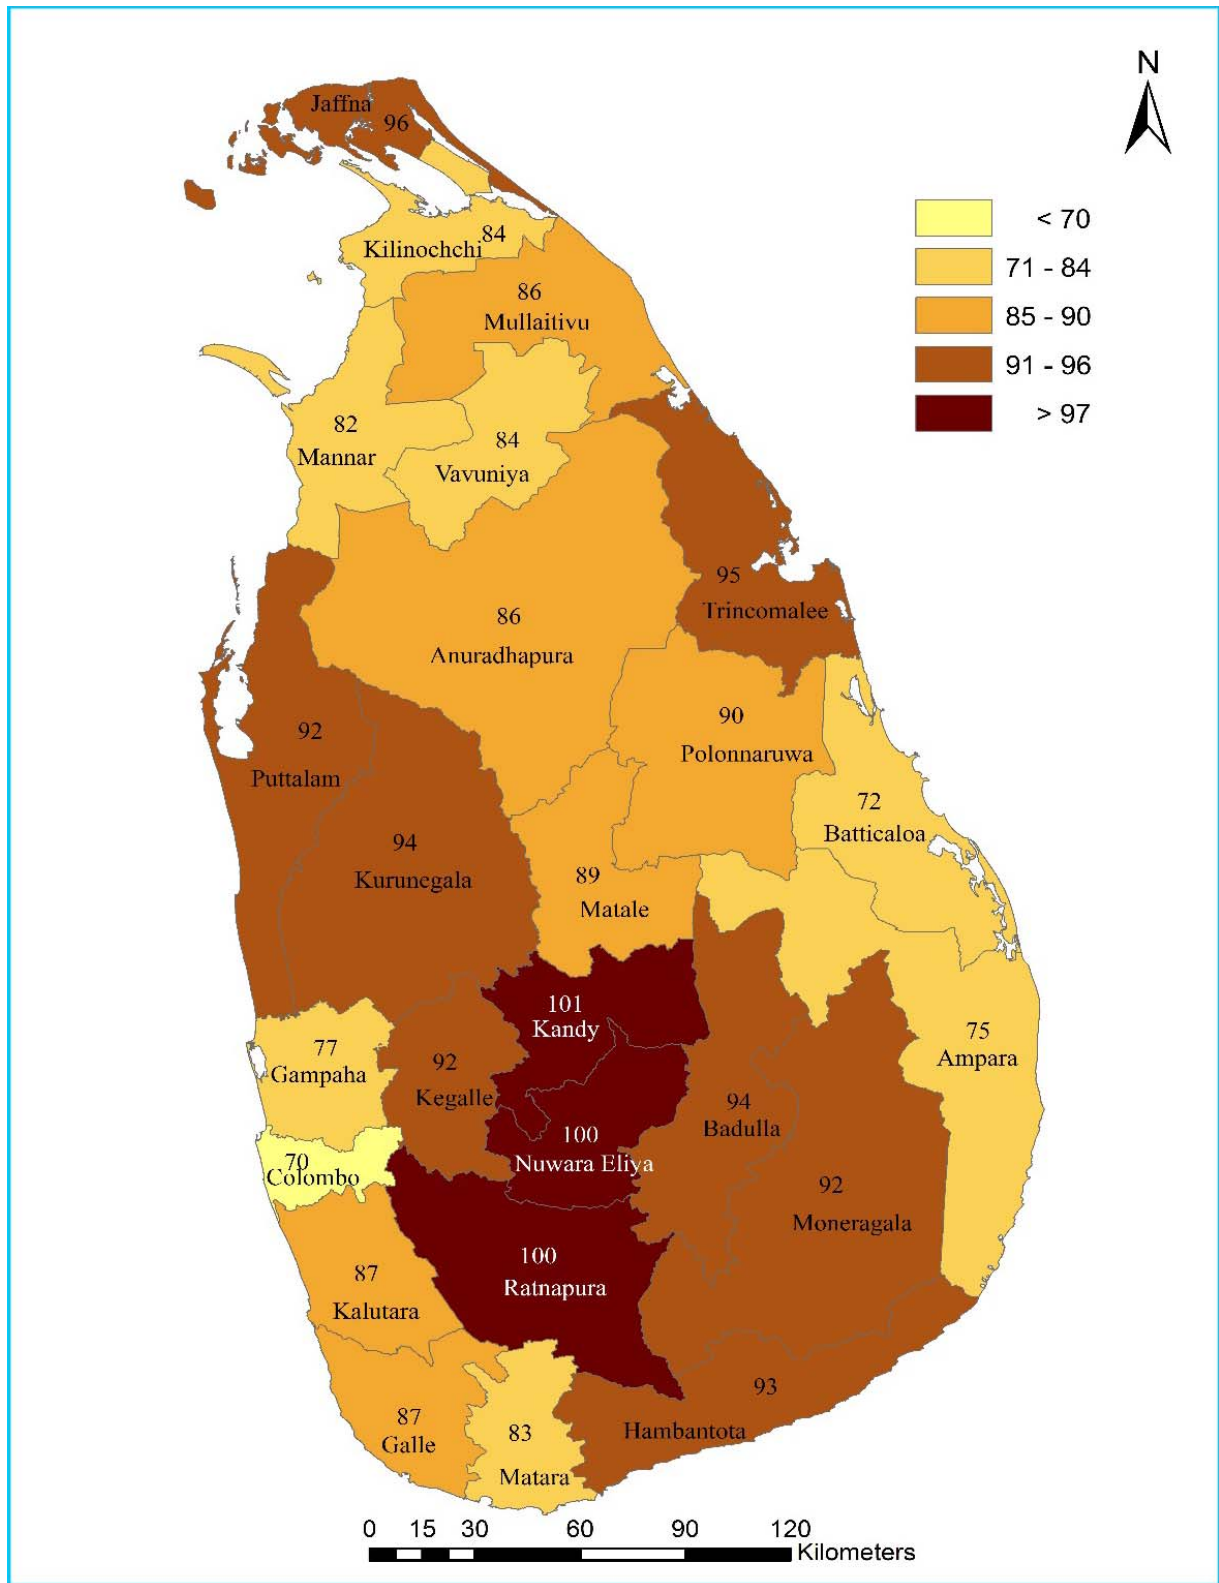 N
Jaffna
96
< 70
71 - 84
85 - 90
91 - 96
> 97
84
Kilinochchi
86
Mullaitivu
82
Mannar
84
Vavuniya
95
Trincomalee
86
Anuradhapura
90
Polonnaruwa
92
Puttalam
72
Batticaloa
94
Kurunegala
89
Matale
101
Kandy
75
Ampara
77
Gampaha
92
Kegalle
94
Badulla
100
Nuwara Eliya
70
Colombo
92
Moneragala
100
Ratnapura
87
Kalutara
93
Hambantota
87
Galle
83
Matara
0 15 30 60 90 120
Kilometers